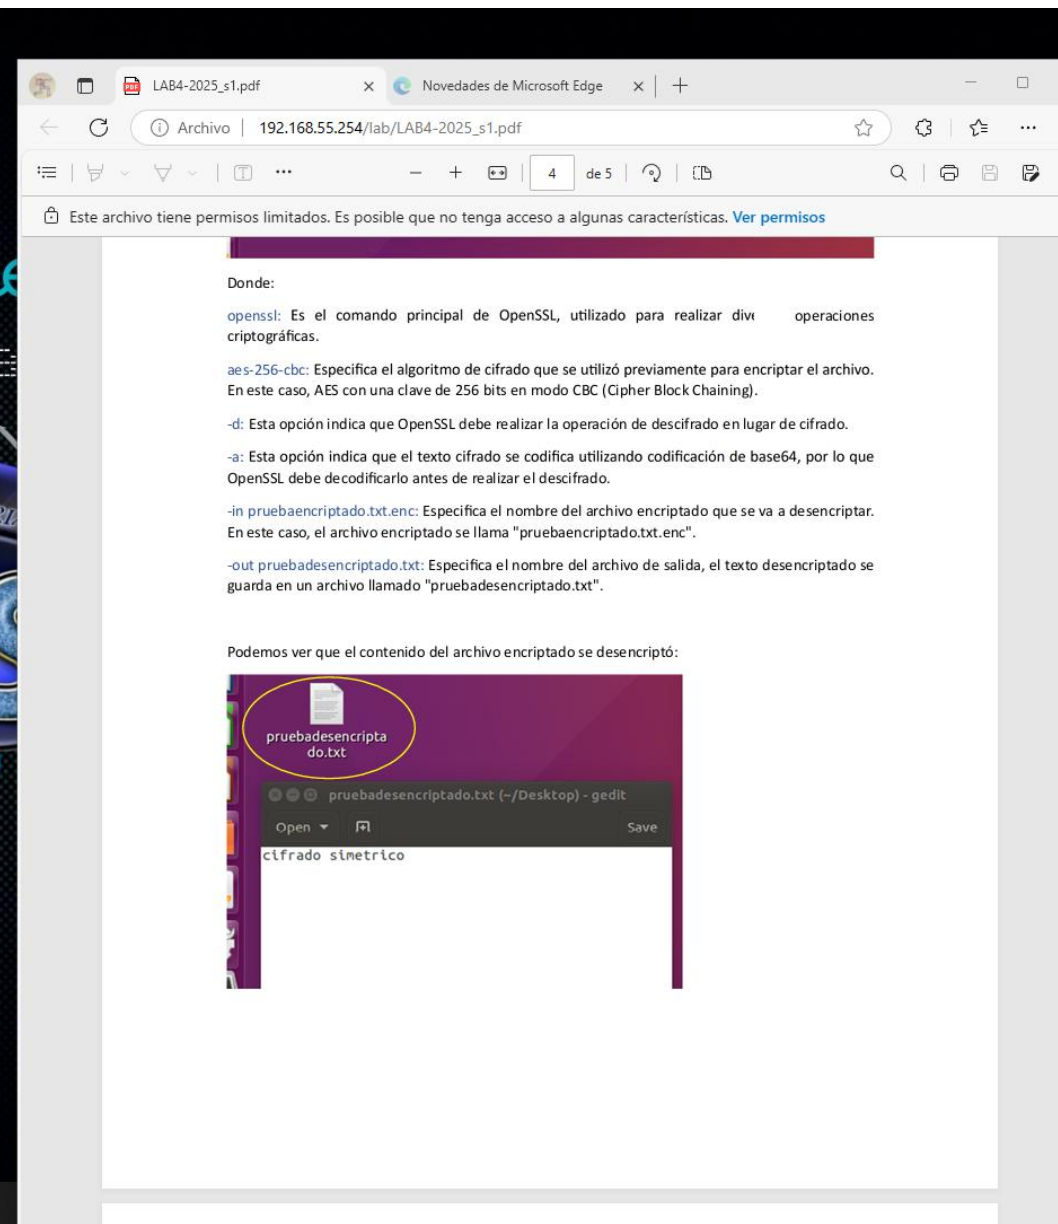 LAB4-2025_s1.pdf
Novedades de Microsoft Edge
Archivo | 192.168.55.254/lab/LAB4-2025_s1.pdf
4 de 5
Este archivo tiene permisos limitados. Es posible que no tenga acceso a algunas características. Ver permisos
Donde:
openssl: Es el comando principal de OpenSSL, utilizado para realizar operaciones
criptográficas.
aes-256-cbc: Especifica el algoritmo de cifrado que se utilizó previamente para encriptar el archivo.
En este caso, AES con una clave de 256 bits en modo CBC (Cipher Block Chaining).
-d: Esta opción indica que OpenSSL debe realizar la operación de descifrado en lugar de cifrado.
-a: Esta opción indica que el texto cifrado se codifica utilizando codificación de base64, por lo que
OpenSSL debe decodificarlo antes de realizar el descifrado.
-in pruebaencriptado.txt.enc: Especifica el nombre del archivo encriptado que se va a desencriptar.
En este caso, el archivo encriptado se llama "pruebaencriptado.txt.enc".
-out pruebadesencriptado.txt: Especifica el nombre del archivo de salida, el texto desencriptado se
guarda en un archivo llamado "pruebadesencriptado.txt".
Podemos ver que el contenido del archivo encriptado se desencriptó:
pruebadesencripta
do.txt
pruebadesencriptado.txt (~/Desktop) - gedit
Open Save
cifrado simetrico